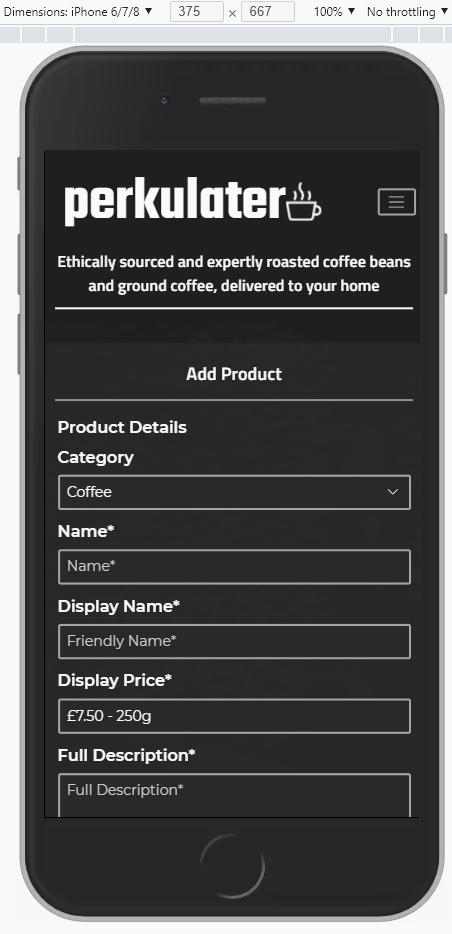 Dimensions: iPhone 6/7/8 ▼ 375 × 667 100% ▼ No throttling ▼
perkulater
Ethically sourced and expertly roasted coffee beans
and ground coffee, delivered to your home
Add Product
Product Details
Category
Coffee
Name*
Name*
Display Name*
Friendly Name*
Display Price*
£7.50 - 250g
Full Description*
Full Description*